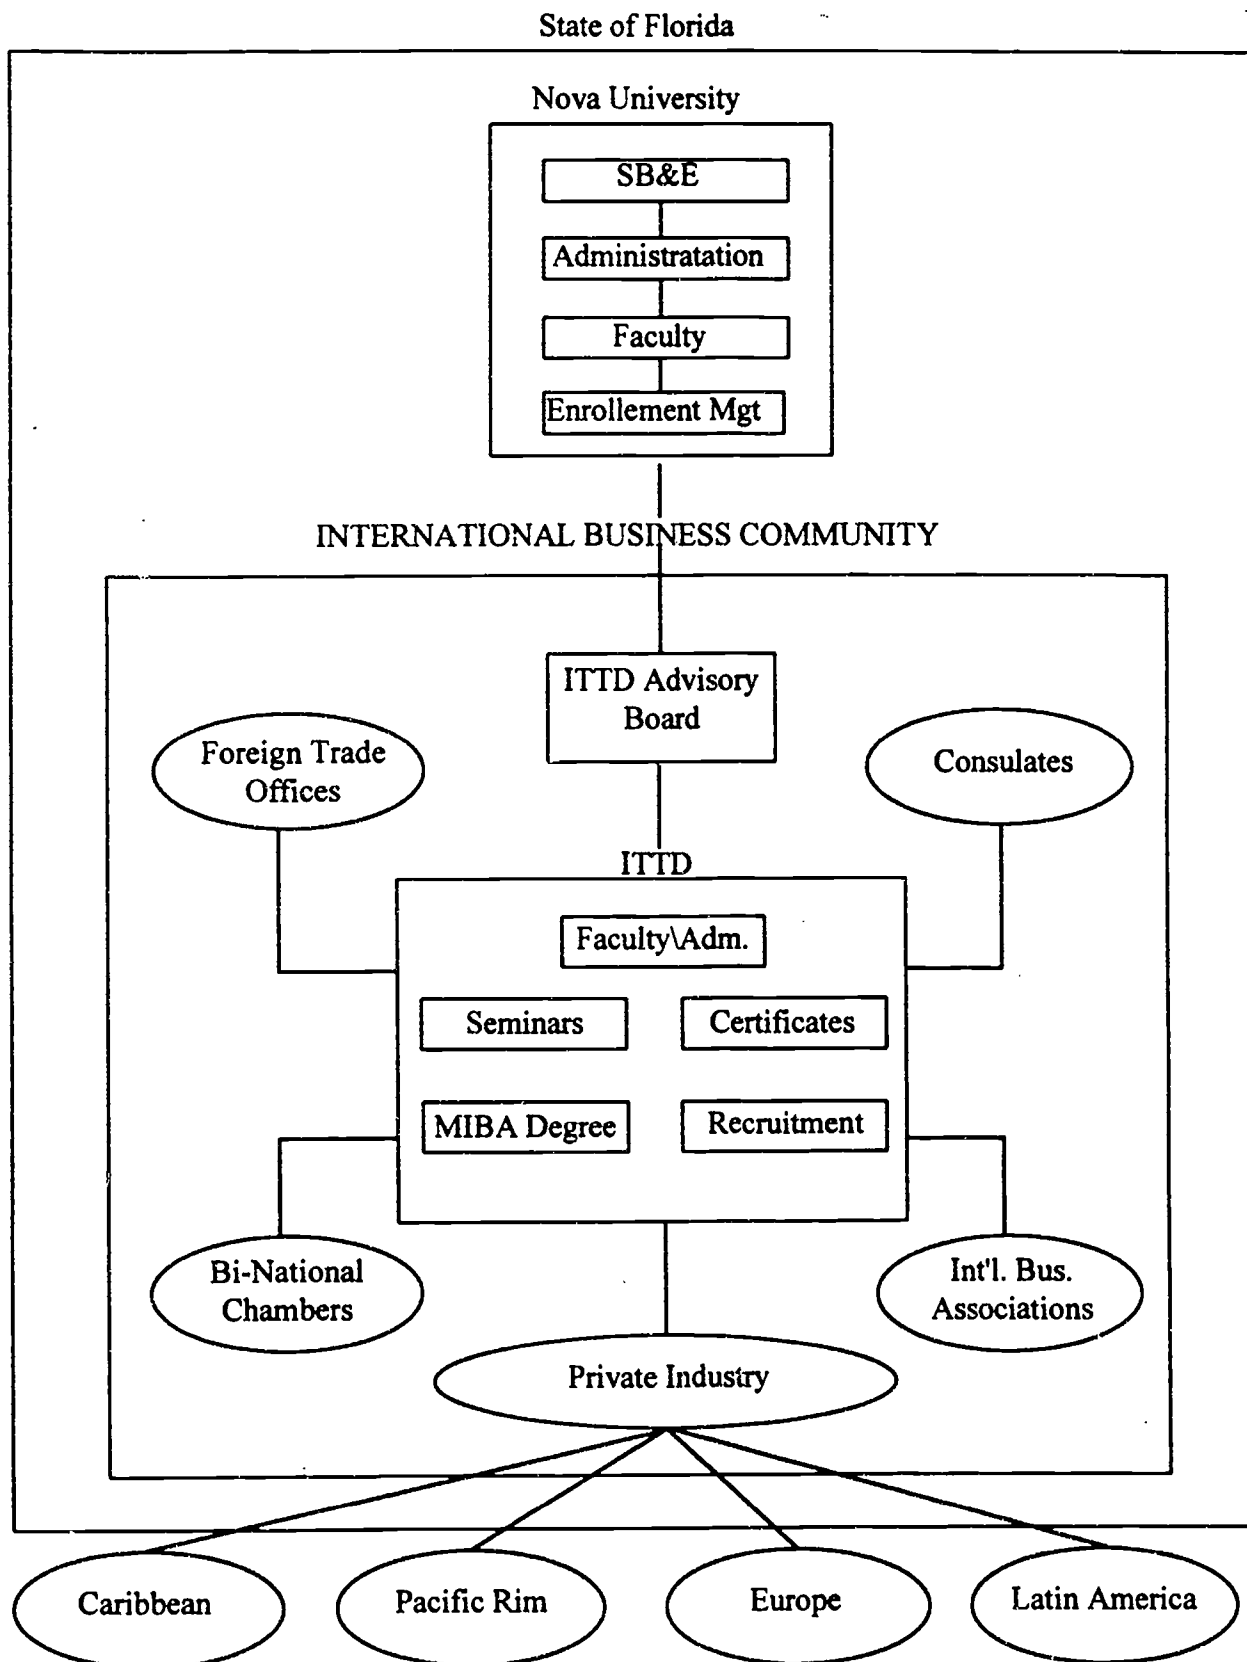 State of Florida
Nova University
SB&E
Administratation
Faculty
Enrollement Mgt
INTERNATIONAL BUSINESS COMMUNITY
ITTD Advisory
Board
Foreign Trade
Offices
Consulates
ITTD
Faculty\Adm.
Seminars
Certificates
MIBA Degree
Recruitment
Bi-National
Chambers
Int'l. Bus.
Associations
Private Industry
Caribbean
Pacific Rim
Europe
Latin America